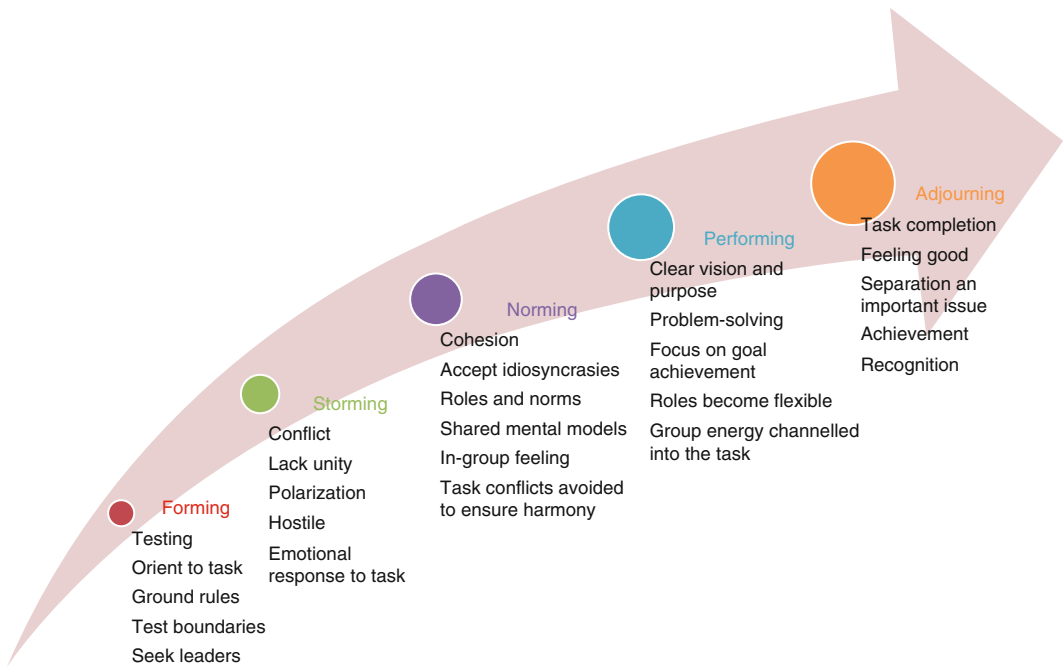 Forming
Testing
Orient to task
Ground rules
Test boundaries
Seek leaders
Storming
Conflict
Lack unity
Polarization
Hostile
Emotional
response to task
Norming
Cohesion
Accept idiosyncrasies
Roles and norms
Shared mental models
In-group feeling
Task conflicts avoided
to ensure harmony
Performing
Clear vision and
purpose
Problem-solving
Focus on goal
achievement
Roles become flexible
Group energy channelled
into the task
Adjourning
Task completion
Feeling good
Separation an
important issue
Achievement
Recognition